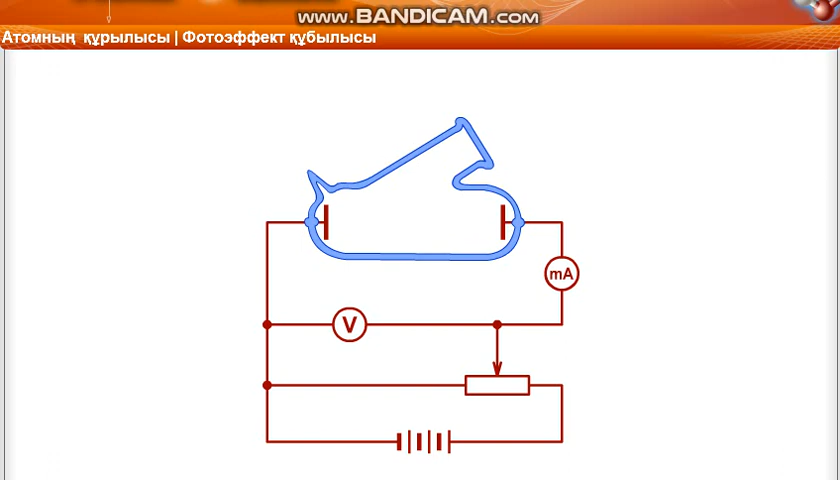 www.BANDICAM.com
Атомның құрылысы | Фотоэффект құбылысы
mA
V